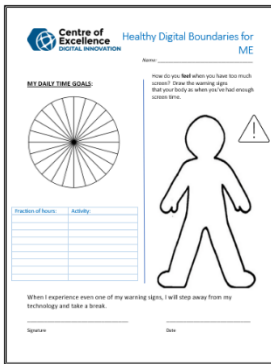 Centre of
Excellence
DIGITAL INNOVATION
Healthy Digital Boundaries for
ME
Name:
MY DAILY TIME GOALS:
How do you feel when you have too much
screen? Draw the warning signs
that your body as when you've had enough
screen time.
Fraction of hours: Activity:
When I experience even one of my warning signs, I will step away from my
technology and take a break.
Signature Date